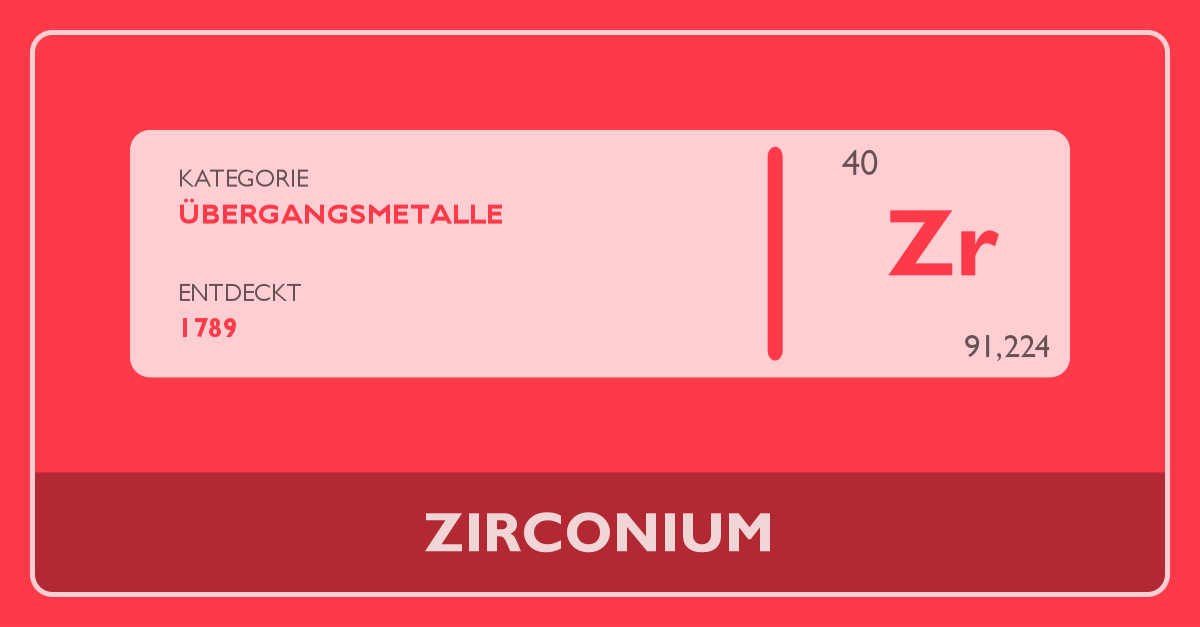 KATEGORIE
ÜBERGANGSMETALLE
ENTDECKT
1789
40
Zr
91,224
ZIRCONIUM